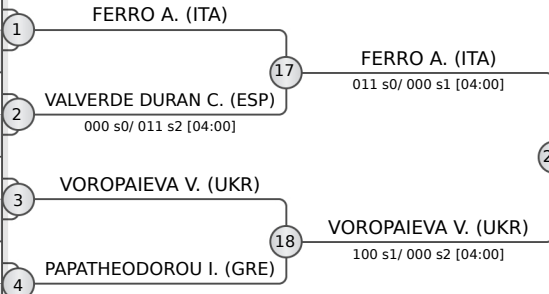 FERRO A. (ITA)
1
17
FERRO A. (ITA)
011 s0/ 000 s1 [04:00]
VALVERDE DURAN C. (ESP)
2
000 s0/ 011 s2 [04:00]
VOROPAIEVA V. (UKR)
3
18
VOROPAIEVA V. (UKR)
100 s1/ 000 s2 [04:00]
PAPATHEODOROU I. (GRE)
4